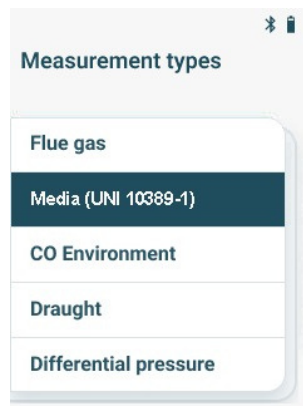 Measurement types
Flue gas
Media (UNI 10389-1)
CO Environment
Draught
Differential pressure